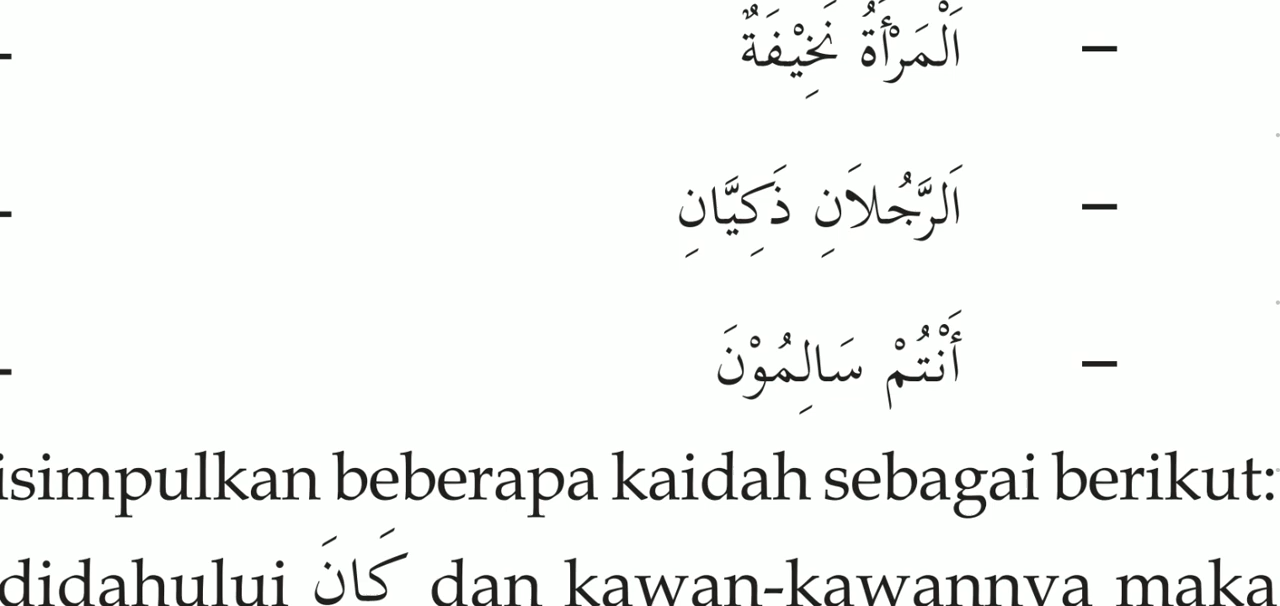 – اَلْمَرْأَةُ نَخِيْفَةٌ –
– اَلرَّجُلاَنِ ذَكِيَّانِ –
– أَنْتُمْ سَالِمُوْنَ –
isimpulkan beberapa kaidah sebagai berikut:
didahului كَانَ dan kawan-kawannya maka